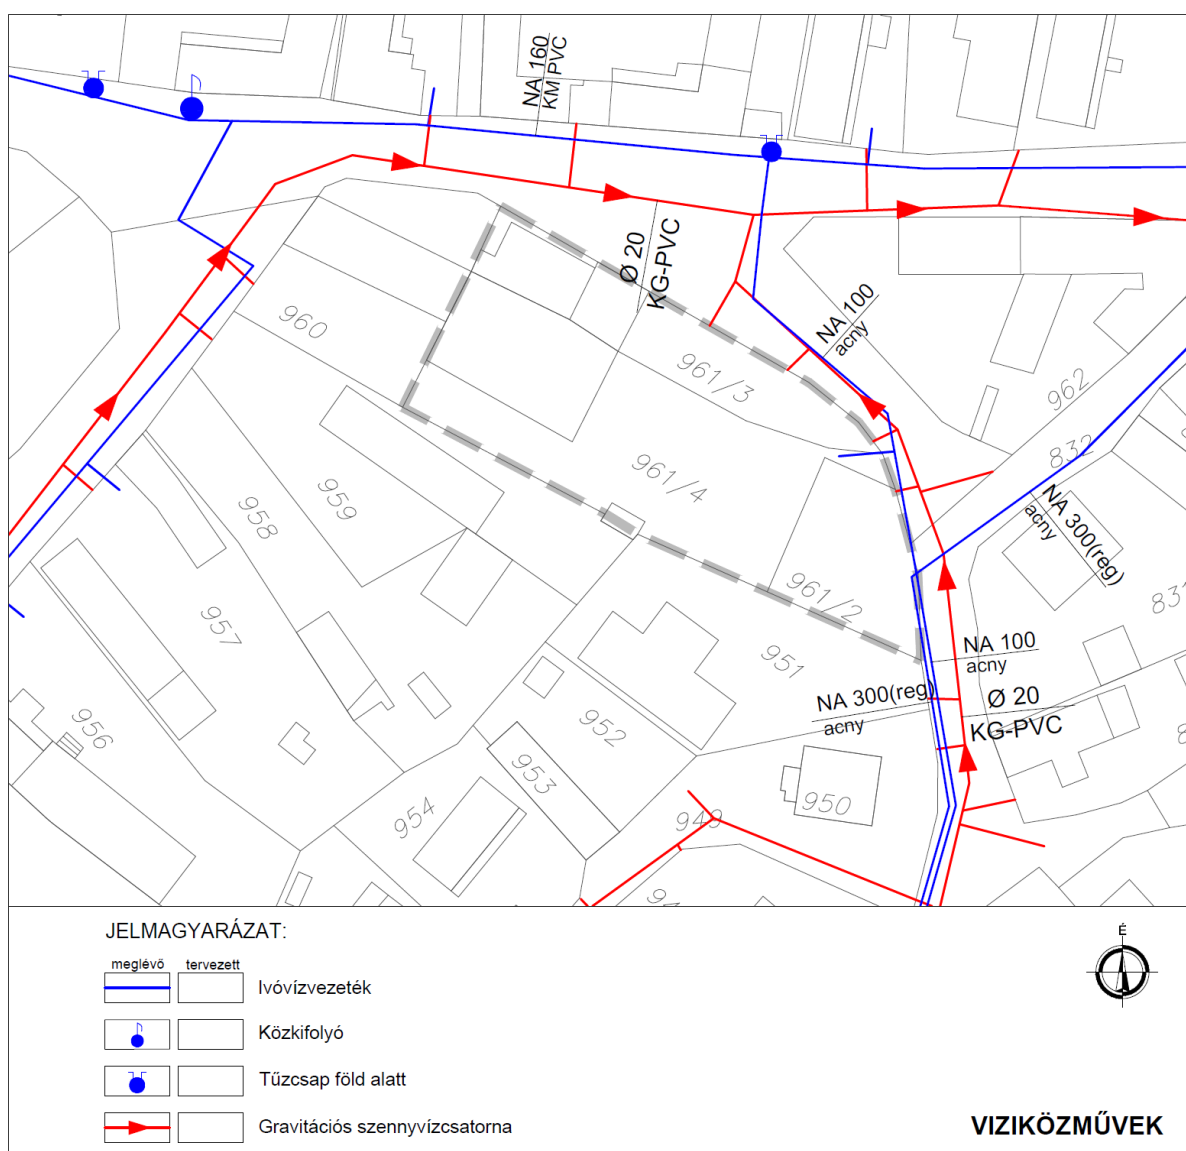 NA 160
KM PVC
Ø 20
KG-PVC
NA 100
acny
960
961/3
962
832
961/4
NA 300(reg)
acny
959
958
961/2
957
951
NA 100
acny
NA 300(reg)
acny
Ø 20
KG-PVC
956
952
953
950
954
949
JELMAGYARÁZAT:
meglévő tervezett
Ivóvízvezeték
Közkifolyó
Tűzcsap föld alatt
Gravitációs szennyvízcsatorna
É
VIZIKÖZMŰVEK